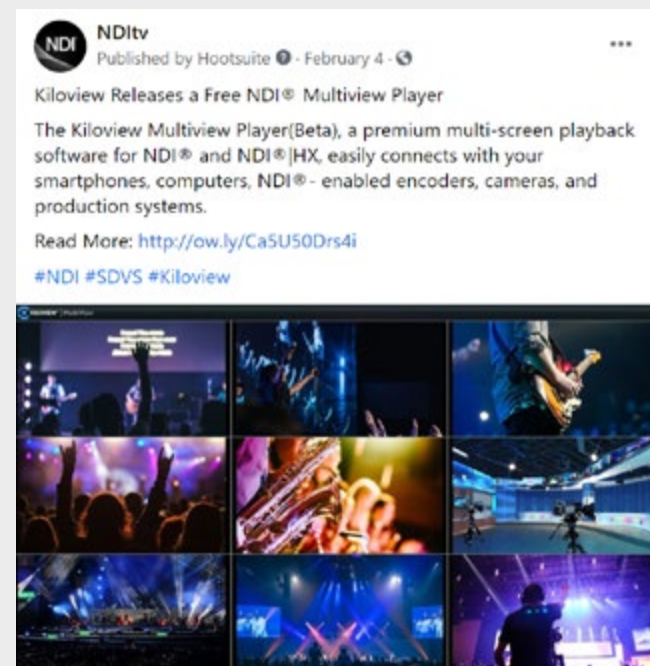 NDI
NDItv
Published by Hootsuite · February 4 ·
Kiloview Releases a Free NDI® Multiview Player
The Kiloview Multiview Player(Beta), a premium multi-screen playback
software for NDI® and NDI®|HX, easily connects with your
smartphones, computers, NDI®- enabled encoders, cameras, and
production systems.
Read More: http://ow.ly/Ca5U50Drs4i
#NDI #SDVS #Kiloview